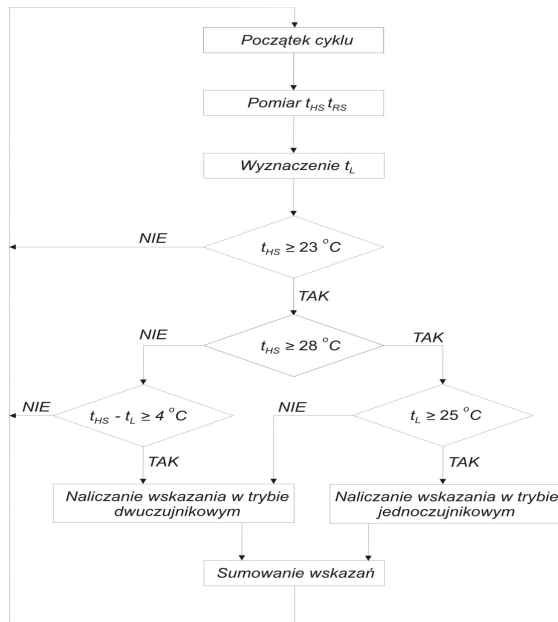 Początek cyklu
Pomiar tHS tRS
Wyznaczenie tL
NIE
tHS ≥ 23 °C
TAK
NIE
tHS ≥ 28 °C
TAK
NIE
tHS - tL ≥ 4 °C
NIE
tL ≥ 25 °C
TAK
TAK
Naliczanie wskazania w trybie
dwuczujnikowym
Naliczanie wskazania w trybie
jednoczujnikowym
Sumowanie wskazań